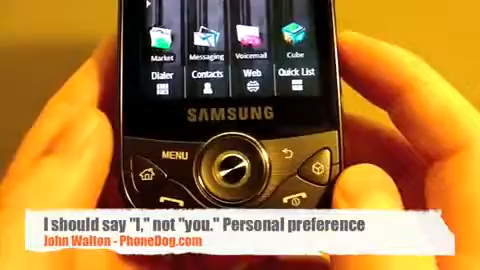 Market Messaging Voicemail Cube
Dialer Contacts Web Quick List
SAMSUNG
MENU
I should say "I," not "you." Personal preference
John Walton - PhoneDog.com